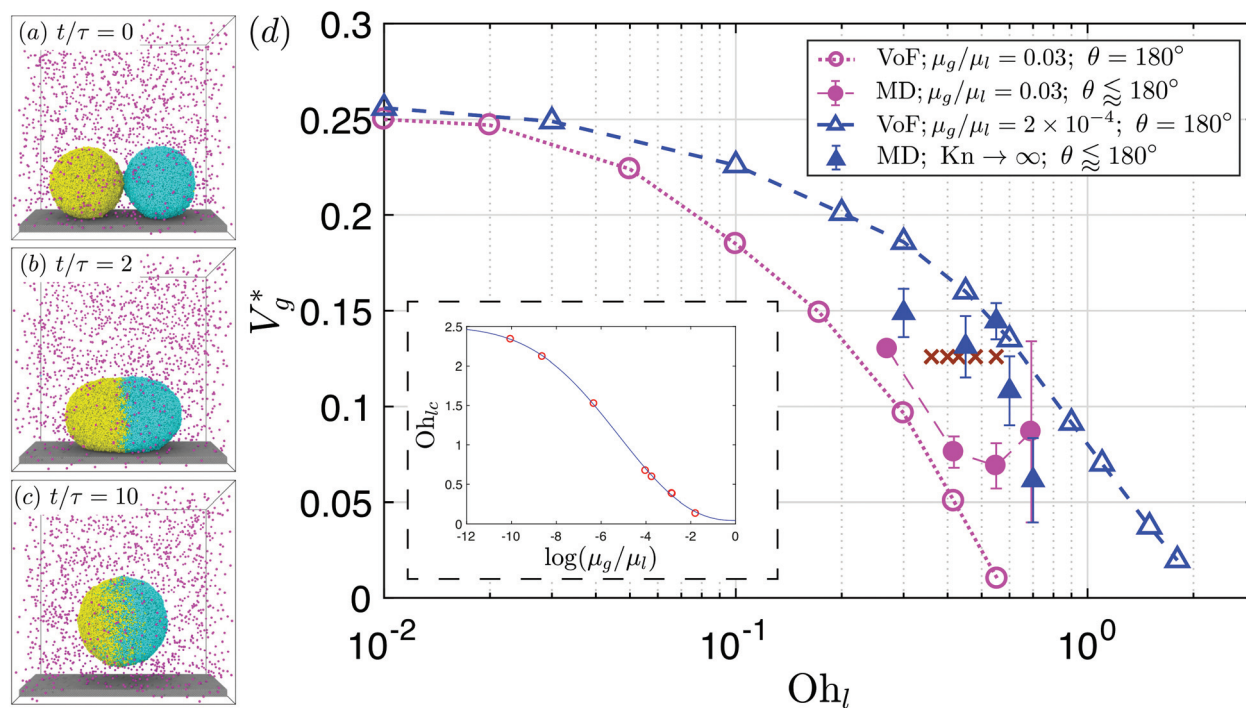 (a) t/τ = 0
(b) t/τ = 2
(c) t/τ = 10
(d)
V*g
0.3
0.25
0.2
0.15
0.1
0.05
0
VoF; μg/μl = 0.03; θ = 180°
MD; μg/μl = 0.03; θ ⪅ 180°
VoF; μg/μl = 2 × 10⁻⁴; θ = 180°
MD; Kn → ∞; θ ⪅ 180°
Ohlc
2.5
2
1.5
1
0.5
0
-12 -10 -8 -6 -4 -2 0
log(μg/μl)
10⁻² 10⁻¹ 10⁰
Ohl